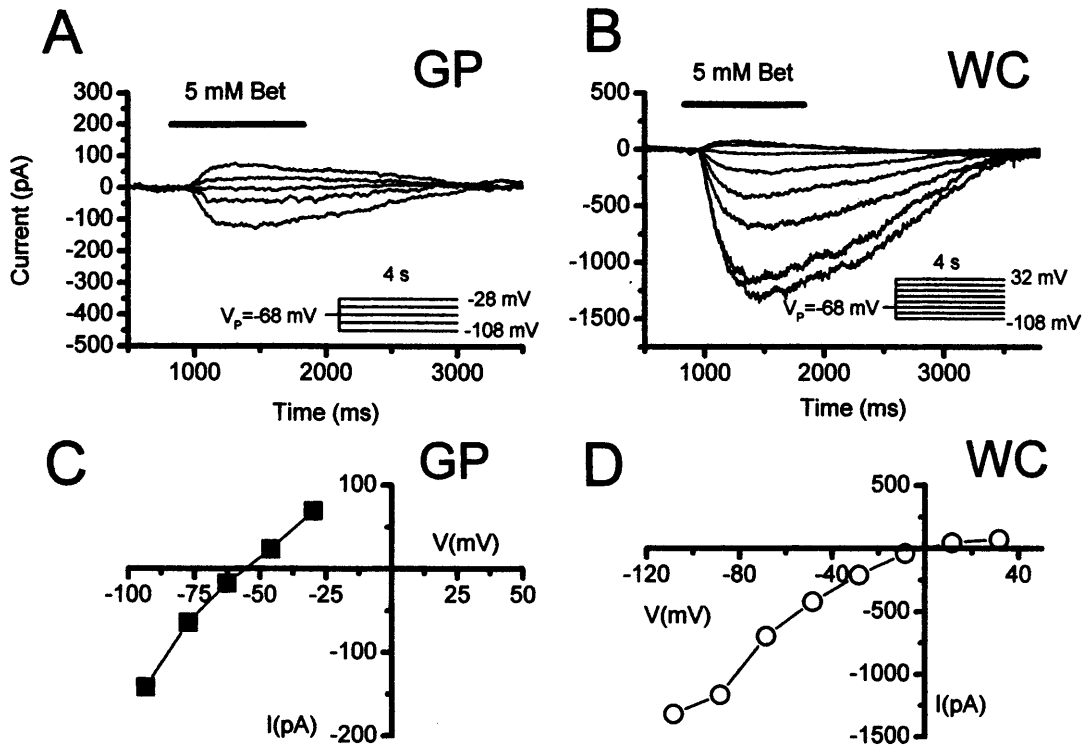 A
GP
5 mM Bet
300
200
100
0
-100
-200
-300
-400
-500
Current (pA)
4 s
-28 mV
VP=-68 mV
-108 mV
1000
2000
3000
Time (ms)
B
WC
5 mM Bet
500
0
-500
-1000
-1500
4 s
32 mV
VP=-68 mV
-108 mV
1000
2000
3000
Time (ms)
C
GP
100
V(mV)
-100
-75
-50
-25
25
50
-100
I(pA)
-200
D
WC
500
-120
-80
-40
40
V(mV)
-500
-1000
I(pA)
-1500